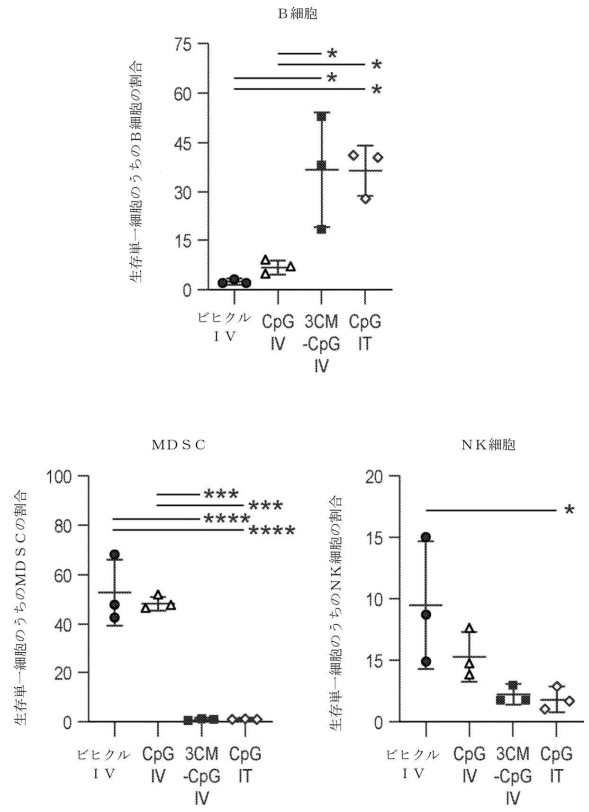 B細胞
生存単一細胞のうちのB細胞の割合
75
60
45
30
15
0
*
*
*
*
ビヒクル
IV
CpG
IV
3CM
-CpG
IV
CpG
IT
MDSC
生存単一細胞のうちのMDSCの割合
100
80
60
40
20
0
***
***
****
****
ビヒクル
IV
CpG
IV
3CM
-CpG
IV
CpG
IT
NK細胞
生存単一細胞のうちのNK細胞の割合
20
15
10
15
0
*
ビヒクル
IV
CpG
IV
3CM
-CpG
IV
CpG
IT